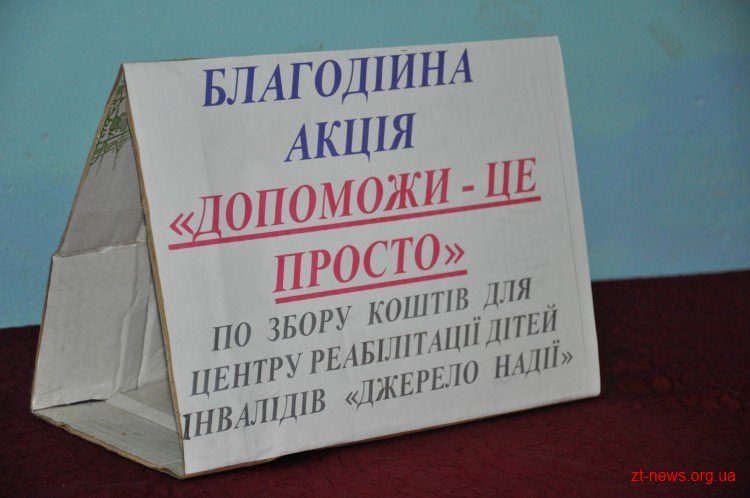 БЛАГОДІЙНА
АКЦІЯ
«ДОПОМОЖИ - ЦЕ
ПРОСТО»
ПО ЗБОРУ КОШТІВ ДЛЯ
ЦЕНТРУ РЕАБІЛІТАЦІЇ ДІТЕЙ
ІНВАЛІДІВ «ДЖЕРЕЛО НАДІЇ»
zt-news.org.ua